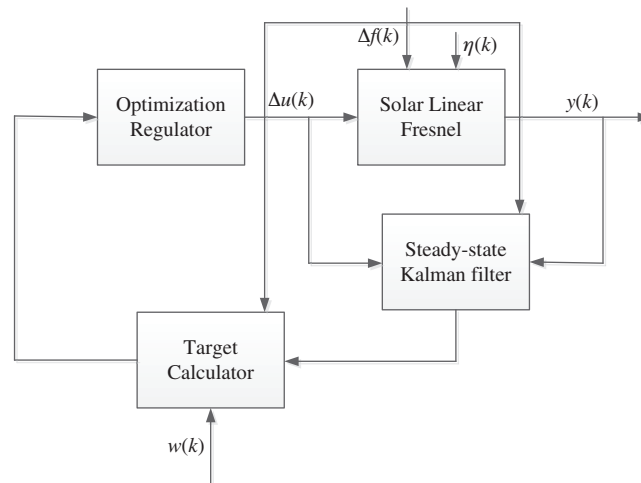 Δf(k)
η(k)
Optimization
Regulator
Δu(k)
Solar Linear
Fresnel
y(k)
Steady-state
Kalman filter
Target
Calculator
w(k)